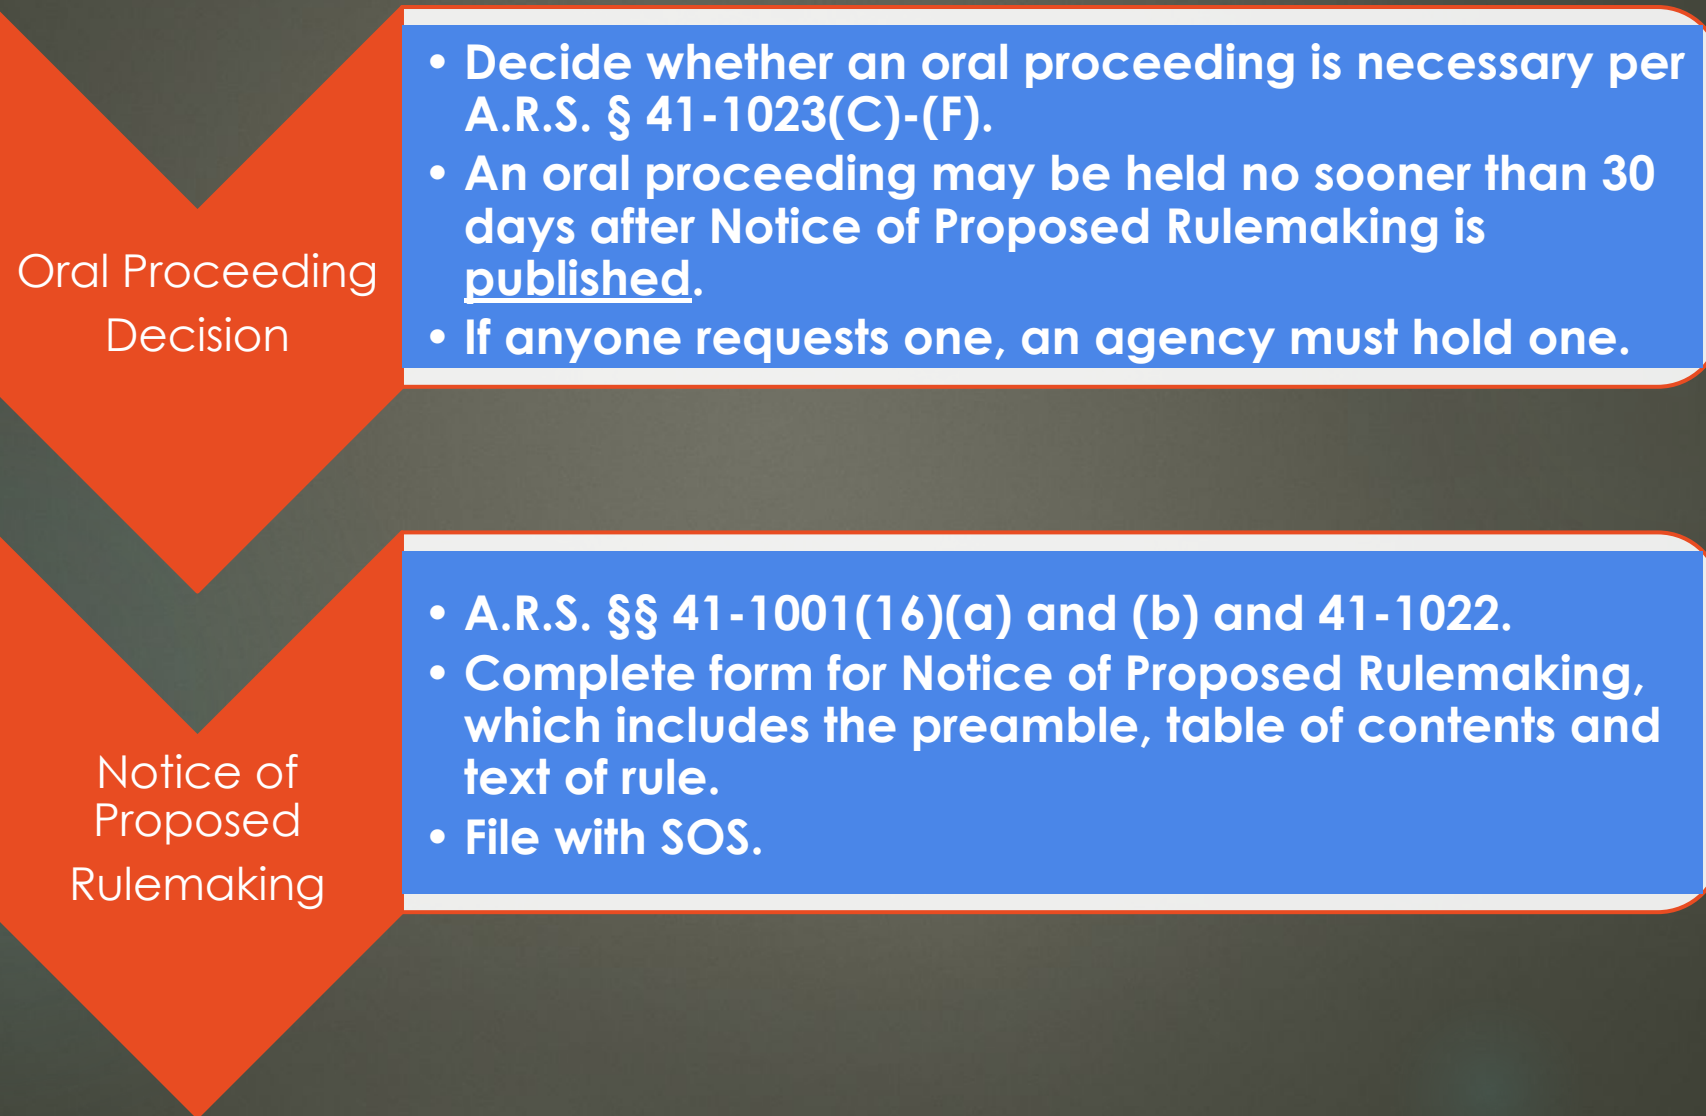 Oral Proceeding
Decision
• Decide whether an oral proceeding is necessary per
A.R.S. § 41-1023(C)-(F).
• An oral proceeding may be held no sooner than 30
days after Notice of Proposed Rulemaking is
published.
• If anyone requests one, an agency must hold one.
Notice of
Proposed
Rulemaking
• A.R.S. §§ 41-1001(16)(a) and (b) and 41-1022.
• Complete form for Notice of Proposed Rulemaking,
which includes the preamble, table of contents and
text of rule.
• File with SOS.